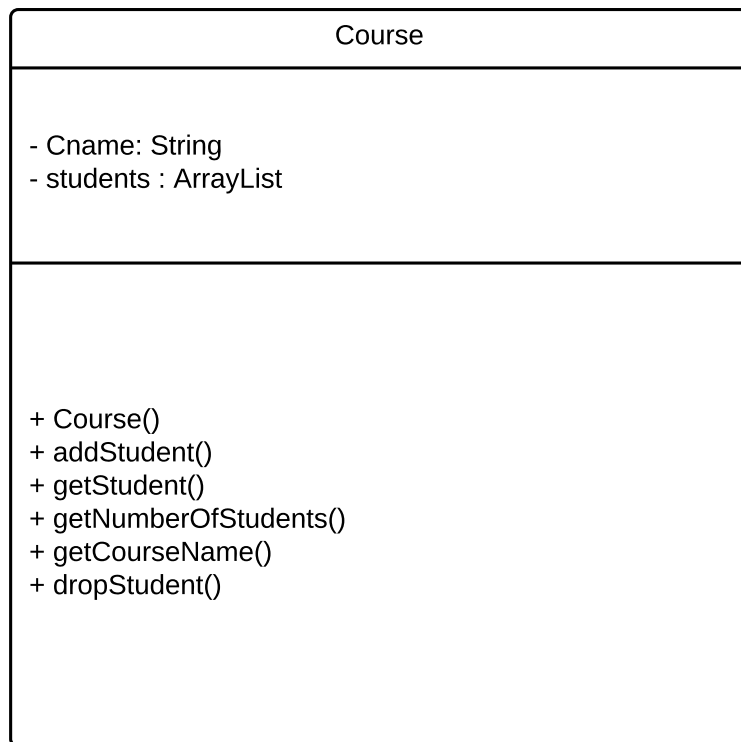 Course
- Cname: String
- students : ArrayList
+ Course()
+ addStudent()
+ getStudent()
+ getNumberOfStudents()
+ getCourseName()
+ dropStudent()